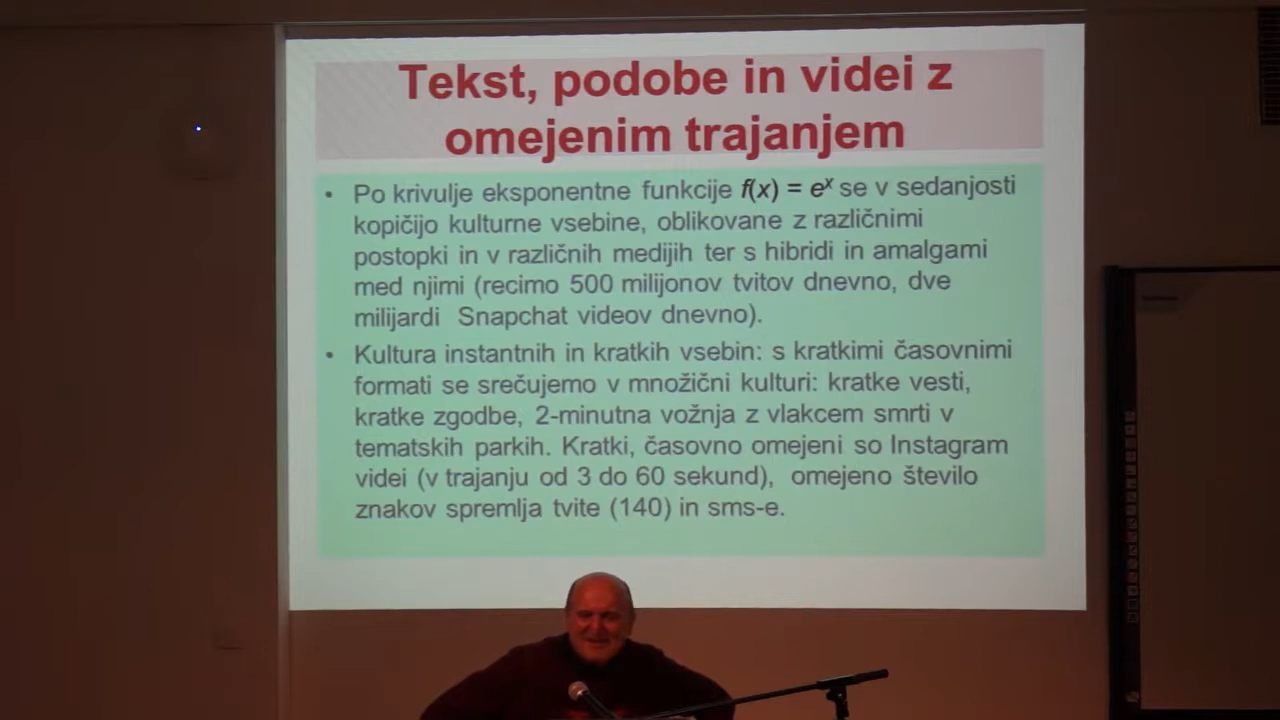 Tekst, podobe in videi z
omejenim trajanjem
• Po krivulje eksponentne funkcije f(x) = eˣ se v sedanjosti
kopičijo kulturne vsebine, oblikovane z različnimi
postopki in v različnih medijih ter s hibridi in amalgami
med njimi (recimo 500 milijonov tvitov dnevno, dve
milijardi Snapchat videov dnevno).
• Kultura instantnih in kratkih vsebin: s kratkimi časovnimi
formati se srečujemo v množični kulturi: kratke vesti,
kratke zgodbe, 2-minutna vožnja z vlakcem smrti v
tematskih parkih. Kratki, časovno omejeni so Instagram
videi (v trajanju od 3 do 60 sekund), omejeno število
znakov spremlja tvite (140) in sms-e.